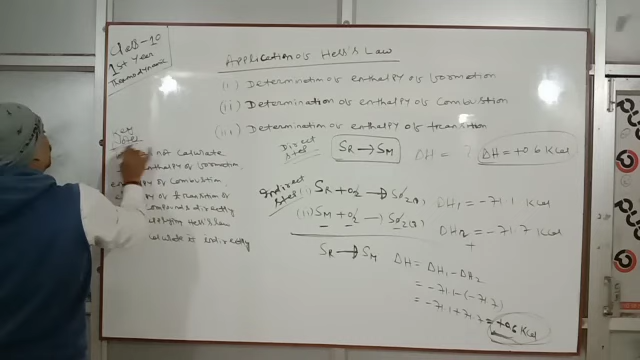 Class-10
1st Year
Thermodynamic
Application of Hess's Law
(i) Determination of enthalpy of formation
(ii) Determination of enthalpy of combustion
(iii) Determination of enthalpy of transition
Direct
step
SR → SM
ΔH = ?
ΔH = +0.6 KCal
Note
not calculate
enthalpy of formation
enthalpy of Combustion
of transition of
compounds directly
applying Hess's Law
calculate it indirectly
Indirect
step
(i) SR + O2 → SO2(g) ΔH1 = -71.1 KCal
(ii) SM + O2 → SO2(g) ΔH2 = -71.7 KCal
+
SR → SM ΔH = ΔH1 - ΔH2
= -71.1 - (-71.7)
= -71.1 + 71.7 = +0.6 KCal